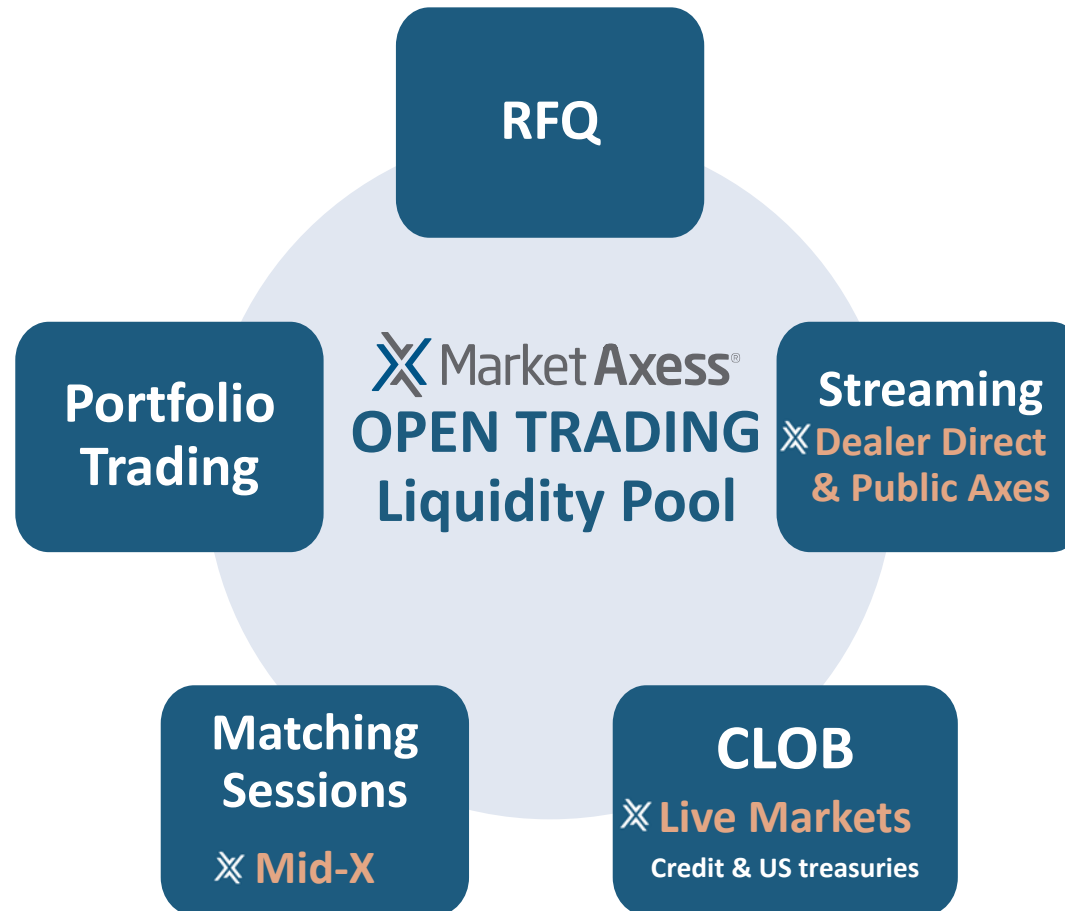 RFQ
MarketAxess®
OPEN TRADING
Liquidity Pool
Portfolio
Trading
Streaming
Dealer Direct
& Public Axes
Matching
Sessions
Mid-X
CLOB
Live Markets
Credit & US treasuries